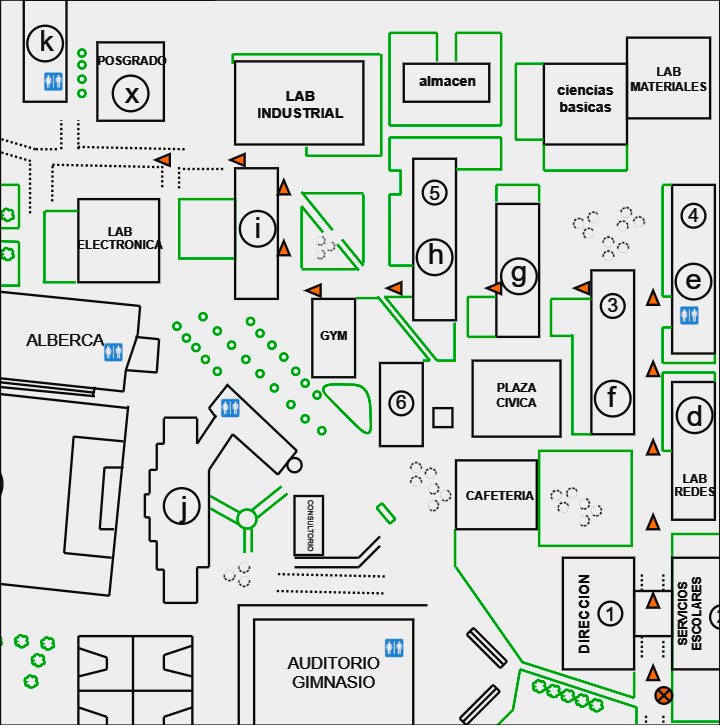 k
POSGRADO
x
LAB
INDUSTRIAL
almacen
ciencias
basicas
LAB
MATERIALES
LAB
ELECTRONICA
i
5
h
g
4
e
3
f
ALBERCA
GYM
6
PLAZA
CIVICA
d
LAB
REDES
j
CONSULTORIO
CAFETERIA
DIRECCION
1
SERVICIOS
ESCOLARES
AUDITORIO
GIMNASIO